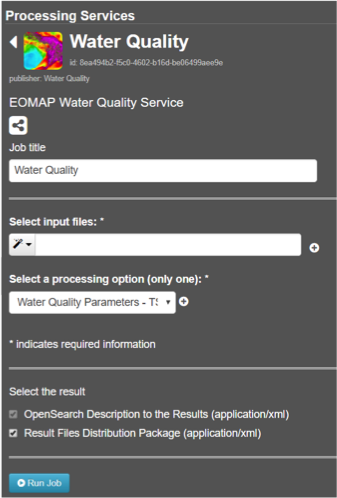 Processing Services
Water Quality
id: 8ea494b2-f5c0-4602-b16d-be06499aee9e
publisher: Water Quality
EOMAP Water Quality Service
Job title
Water Quality
Select input files: *
Select a processing option (only one): *
Water Quality Parameters - TS
* indicates required information
Select the result
OpenSearch Description to the Results (application/xml)
Result Files Distribution Package (application/xml)
Run Job